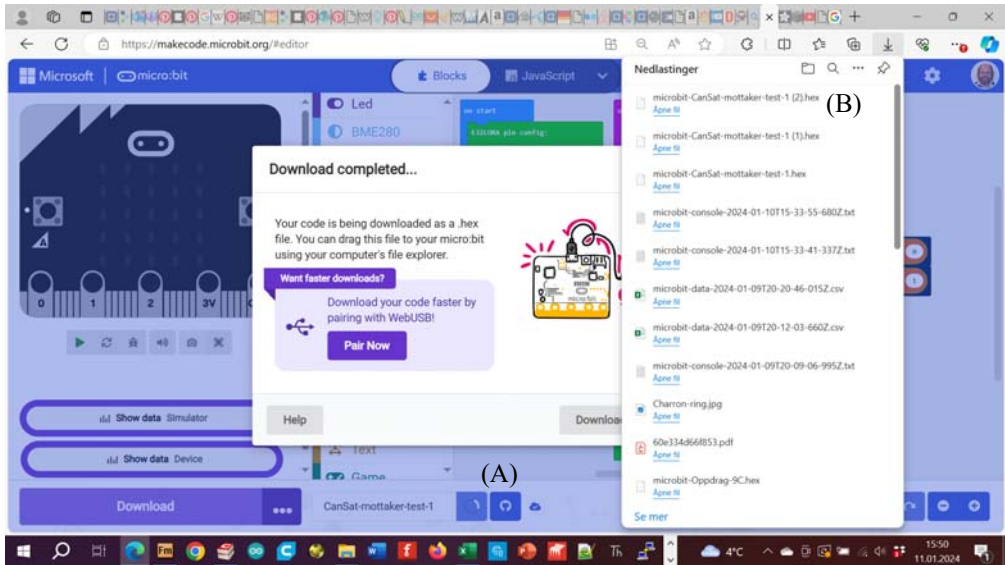 https://makecode.microbit.org/#editor
Microsoft
micro:bit
Blocks
JavaScript
Nedlastinger
(B)
microbit-CanSat-mottaker-test-1 (2).hex
Åpne fil
microbit-CanSat-mottaker-test-1 (1).hex
Åpne fil
microbit-CanSat-mottaker-test-1.hex
Åpne fil
microbit-console-2024-01-10T15-33-55-680Z.txt
Åpne fil
microbit-console-2024-01-10T15-33-41-337Z.txt
Åpne fil
microbit-data-2024-01-09T20-20-46-015Z.csv
Åpne fil
microbit-data-2024-01-09T20-12-03-660Z.csv
Åpne fil
microbit-console-2024-01-09T20-09-06-995Z.txt
Åpne fil
Charron-ring.jpg
Åpne fil
60e334d66f853.pdf
Åpne fil
microbit-Oppdrag-9C.hex
Åpne fil
Se mer
Led
BME280
on start
E32LORA pin config:
Download completed...
Your code is being downloaded as a .hex
file. You can drag this file to your micro:bit
using your computer's file explorer.
Want faster downloads?
Download your code faster by
pairing with WebUSB!
Pair Now
Help
Downloa
0 1 2 3V
Show data Simulator
Show data Device
Text
Game
(A)
Download
CanSat-mottaker-test-1
4°C
15:50
11.01.2024